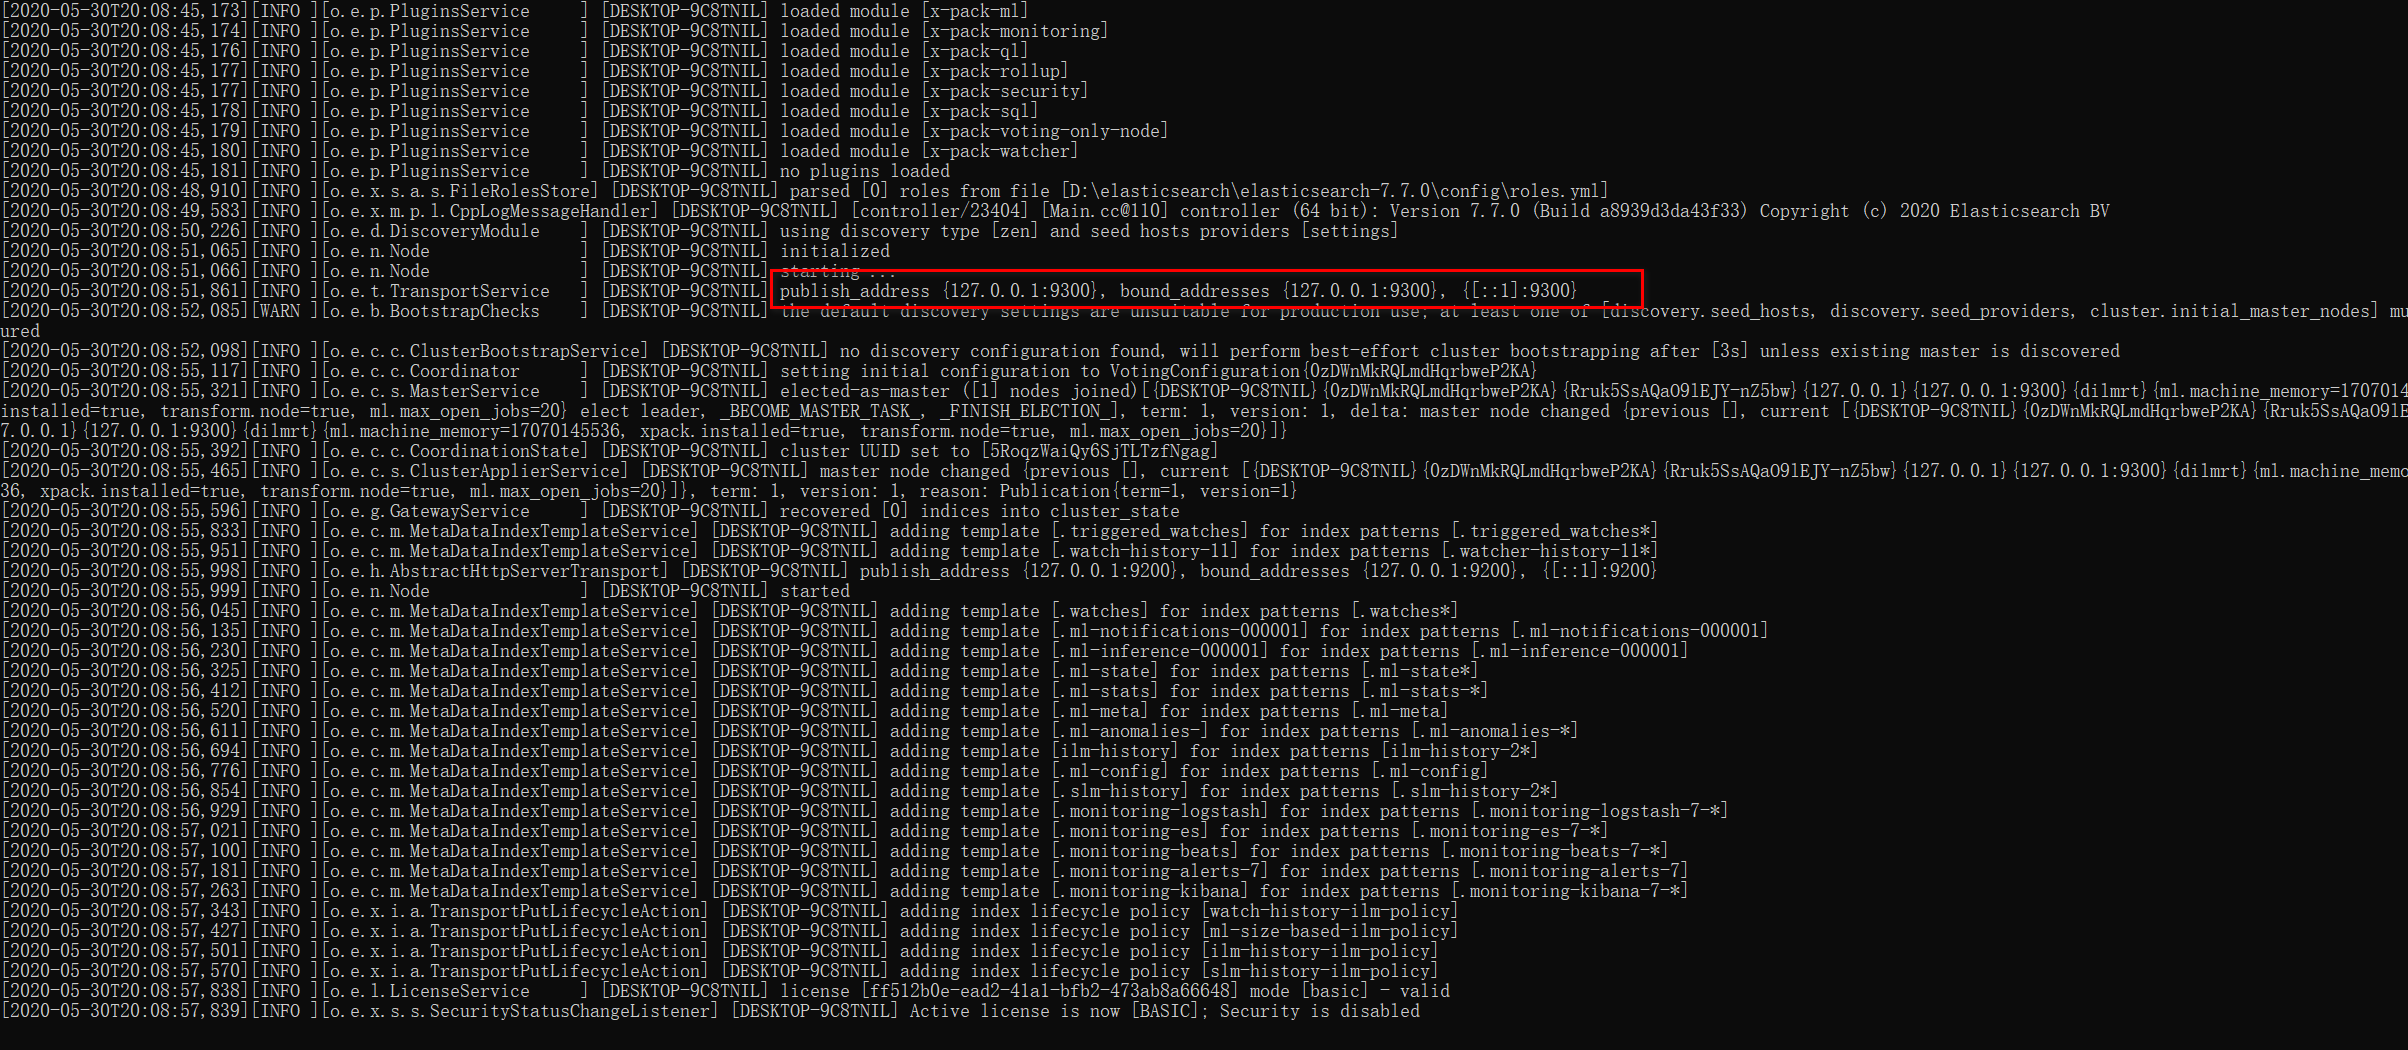 [2020-05-30T20:08:45,173][INFO ][o.e.p.PluginsService     ] [DESKTOP-9C8TNIL] loaded module [x-pack-ml]
[2020-05-30T20:08:45,174][INFO ][o.e.p.PluginsService     ] [DESKTOP-9C8TNIL] loaded module [x-pack-monitoring]
[2020-05-30T20:08:45,176][INFO ][o.e.p.PluginsService     ] [DESKTOP-9C8TNIL] loaded module [x-pack-ql]
[2020-05-30T20:08:45,177][INFO ][o.e.p.PluginsService     ] [DESKTOP-9C8TNIL] loaded module [x-pack-rollup]
[2020-05-30T20:08:45,177][INFO ][o.e.p.PluginsService     ] [DESKTOP-9C8TNIL] loaded module [x-pack-security]
[2020-05-30T20:08:45,178][INFO ][o.e.p.PluginsService     ] [DESKTOP-9C8TNIL] loaded module [x-pack-sql]
[2020-05-30T20:08:45,179][INFO ][o.e.p.PluginsService     ] [DESKTOP-9C8TNIL] loaded module [x-pack-voting-only-node]
[2020-05-30T20:08:45,180][INFO ][o.e.p.PluginsService     ] [DESKTOP-9C8TNIL] loaded module [x-pack-watcher]
[2020-05-30T20:08:45,181][INFO ][o.e.p.PluginsService     ] [DESKTOP-9C8TNIL] no plugins loaded
[2020-05-30T20:08:48,910][INFO ][o.e.x.s.a.s.FileRolesStore] [DESKTOP-9C8TNIL] parsed [0] roles from file [D:\elasticsearch\elasticsearch-7.7.0\config\roles.yml]
[2020-05-30T20:08:49,583][INFO ][o.e.x.m.p.l.CppLogMessageHandler] [DESKTOP-9C8TNIL] [controller/23404] [Main.cc@110] controller (64 bit): Version 7.7.0 (Build a8939d3da43f33) Copyright (c) 2020 Elasticsearch BV
[2020-05-30T20:08:50,226][INFO ][o.e.d.DiscoveryModule    ] [DESKTOP-9C8TNIL] using discovery type [zen] and seed hosts providers [settings]
[2020-05-30T20:08:51,065][INFO ][o.e.n.Node               ] [DESKTOP-9C8TNIL] initialized
[2020-05-30T20:08:51,066][INFO ][o.e.n.Node               ] [DESKTOP-9C8TNIL] starting ...
[2020-05-30T20:08:51,861][INFO ][o.e.t.TransportService   ] [DESKTOP-9C8TNIL] publish_address {127.0.0.1:9300}, bound_addresses {127.0.0.1:9300}, {[::1]:9300}
[2020-05-30T20:08:52,085][WARN ][o.e.b.BootstrapChecks    ] [DESKTOP-9C8TNIL] the default discovery settings are unsuitable for production use; at least one of [discovery.seed_hosts, discovery.seed_providers, cluster.initial_master_nodes] mu
ured
[2020-05-30T20:08:52,098][INFO ][o.e.c.c.ClusterBootstrapService] [DESKTOP-9C8TNIL] no discovery configuration found, will perform best-effort cluster bootstrapping after [3s] unless existing master is discovered
[2020-05-30T20:08:55,117][INFO ][o.e.c.c.Coordinator      ] [DESKTOP-9C8TNIL] setting initial configuration to VotingConfiguration{0zDWnMkRQLmdHqrbweP2KA}
[2020-05-30T20:08:55,321][INFO ][o.e.c.s.MasterService    ] [DESKTOP-9C8TNIL] elected-as-master ([1] nodes joined)[{DESKTOP-9C8TNIL}{0zDWnMkRQLmdHqrbweP2KA}{Rruk5SsAQaO9lEJY-nZ5bw}{127.0.0.1}{127.0.0.1:9300}{dilmrt}{ml.machine_memory=1707014
installed=true, transform.node=true, ml.max_open_jobs=20} elect leader, _BECOME_MASTER_TASK_, _FINISH_ELECTION_], term: 1, version: 1, delta: master node changed {previous [], current [{DESKTOP-9C8TNIL}{0zDWnMkRQLmdHqrbweP2KA}{Rruk5SsAQaO9lE
7.0.0.1}{127.0.0.1:9300}{dilmrt}{ml.machine_memory=17070145536, xpack.installed=true, transform.node=true, ml.max_open_jobs=20}]}
[2020-05-30T20:08:55,392][INFO ][o.e.c.c.CoordinationState] [DESKTOP-9C8TNIL] cluster UUID set to [5RoqzWaiQy6SjTLTzfNgag]
[2020-05-30T20:08:55,465][INFO ][o.e.c.s.ClusterApplierService] [DESKTOP-9C8TNIL] master node changed {previous [], current [{DESKTOP-9C8TNIL}{0zDWnMkRQLmdHqrbweP2KA}{Rruk5SsAQaO9lEJY-nZ5bw}{127.0.0.1}{127.0.0.1:9300}{dilmrt}{ml.machine_memo
36, xpack.installed=true, transform.node=true, ml.max_open_jobs=20}]}, term: 1, version: 1, reason: Publication{term=1, version=1}
[2020-05-30T20:08:55,596][INFO ][o.e.g.GatewayService     ] [DESKTOP-9C8TNIL] recovered [0] indices into cluster_state
[2020-05-30T20:08:55,833][INFO ][o.e.c.m.MetaDataIndexTemplateService] [DESKTOP-9C8TNIL] adding template [.triggered_watches] for index patterns [.triggered_watches*]
[2020-05-30T20:08:55,951][INFO ][o.e.c.m.MetaDataIndexTemplateService] [DESKTOP-9C8TNIL] adding template [.watch-history-11] for index patterns [.watcher-history-11*]
[2020-05-30T20:08:55,998][INFO ][o.e.h.AbstractHttpServerTransport] [DESKTOP-9C8TNIL] publish_address {127.0.0.1:9200}, bound_addresses {127.0.0.1:9200}, {[::1]:9200}
[2020-05-30T20:08:55,999][INFO ][o.e.n.Node               ] [DESKTOP-9C8TNIL] started
[2020-05-30T20:08:56,045][INFO ][o.e.c.m.MetaDataIndexTemplateService] [DESKTOP-9C8TNIL] adding template [.watches] for index patterns [.watches*]
[2020-05-30T20:08:56,135][INFO ][o.e.c.m.MetaDataIndexTemplateService] [DESKTOP-9C8TNIL] adding template [.ml-notifications-000001] for index patterns [.ml-notifications-000001]
[2020-05-30T20:08:56,230][INFO ][o.e.c.m.MetaDataIndexTemplateService] [DESKTOP-9C8TNIL] adding template [.ml-inference-000001] for index patterns [.ml-inference-000001]
[2020-05-30T20:08:56,325][INFO ][o.e.c.m.MetaDataIndexTemplateService] [DESKTOP-9C8TNIL] adding template [.ml-state] for index patterns [.ml-state*]
[2020-05-30T20:08:56,412][INFO ][o.e.c.m.MetaDataIndexTemplateService] [DESKTOP-9C8TNIL] adding template [.ml-stats] for index patterns [.ml-stats-*]
[2020-05-30T20:08:56,520][INFO ][o.e.c.m.MetaDataIndexTemplateService] [DESKTOP-9C8TNIL] adding template [.ml-meta] for index patterns [.ml-meta]
[2020-05-30T20:08:56,611][INFO ][o.e.c.m.MetaDataIndexTemplateService] [DESKTOP-9C8TNIL] adding template [.ml-anomalies-] for index patterns [.ml-anomalies-*]
[2020-05-30T20:08:56,694][INFO ][o.e.c.m.MetaDataIndexTemplateService] [DESKTOP-9C8TNIL] adding template [ilm-history] for index patterns [ilm-history-2*]
[2020-05-30T20:08:56,776][INFO ][o.e.c.m.MetaDataIndexTemplateService] [DESKTOP-9C8TNIL] adding template [.ml-config] for index patterns [.ml-config]
[2020-05-30T20:08:56,854][INFO ][o.e.c.m.MetaDataIndexTemplateService] [DESKTOP-9C8TNIL] adding template [.slm-history] for index patterns [.slm-history-2*]
[2020-05-30T20:08:56,929][INFO ][o.e.c.m.MetaDataIndexTemplateService] [DESKTOP-9C8TNIL] adding template [.monitoring-logstash] for index patterns [.monitoring-logstash-7-*]
[2020-05-30T20:08:57,021][INFO ][o.e.c.m.MetaDataIndexTemplateService] [DESKTOP-9C8TNIL] adding template [.monitoring-es] for index patterns [.monitoring-es-7-*]
[2020-05-30T20:08:57,100][INFO ][o.e.c.m.MetaDataIndexTemplateService] [DESKTOP-9C8TNIL] adding template [.monitoring-beats] for index patterns [.monitoring-beats-7-*]
[2020-05-30T20:08:57,181][INFO ][o.e.c.m.MetaDataIndexTemplateService] [DESKTOP-9C8TNIL] adding template [.monitoring-alerts-7] for index patterns [.monitoring-alerts-7]
[2020-05-30T20:08:57,263][INFO ][o.e.c.m.MetaDataIndexTemplateService] [DESKTOP-9C8TNIL] adding template [.monitoring-kibana] for index patterns [.monitoring-kibana-7-*]
[2020-05-30T20:08:57,343][INFO ][o.e.x.i.a.TransportPutLifecycleAction] [DESKTOP-9C8TNIL] adding index lifecycle policy [watch-history-ilm-policy]
[2020-05-30T20:08:57,427][INFO ][o.e.x.i.a.TransportPutLifecycleAction] [DESKTOP-9C8TNIL] adding index lifecycle policy [ml-size-based-ilm-policy]
[2020-05-30T20:08:57,501][INFO ][o.e.x.i.a.TransportPutLifecycleAction] [DESKTOP-9C8TNIL] adding index lifecycle policy [ilm-history-ilm-policy]
[2020-05-30T20:08:57,570][INFO ][o.e.x.i.a.TransportPutLifecycleAction] [DESKTOP-9C8TNIL] adding index lifecycle policy [slm-history-ilm-policy]
[2020-05-30T20:08:57,838][INFO ][o.e.l.LicenseService     ] [DESKTOP-9C8TNIL] license [ff512b0e-ead2-41a1-bfb2-473ab8a66648] mode [basic] - valid
[2020-05-30T20:08:57,839][INFO ][o.e.x.s.s.SecurityStatusChangeListener] [DESKTOP-9C8TNIL] Active license is now [BASIC]; Security is disabled